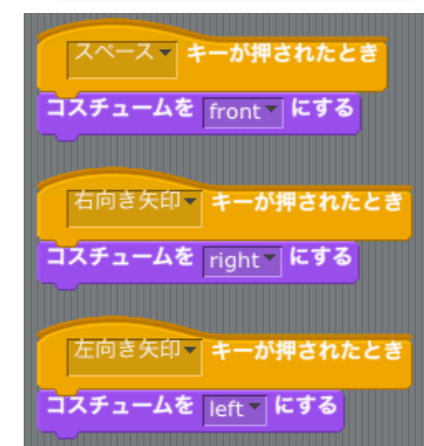 スペース キーが押されたとき
コスチュームを front にする
右向き矢印 キーが押されたとき
コスチュームを right にする
左向き矢印 キーが押されたとき
コスチュームを left にする